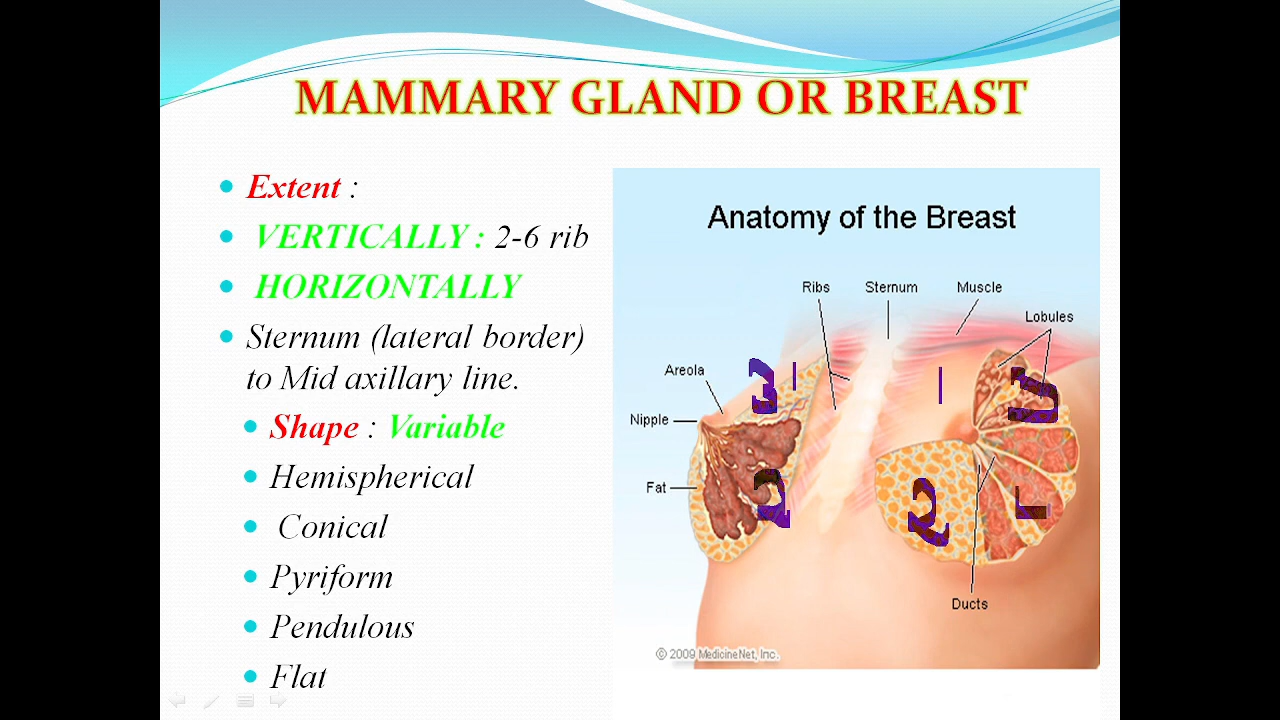 MAMMARY GLAND OR BREAST
Extent :
VERTICALLY : 2-6 rib
HORIZONTALLY
Sternum (lateral border)
to Mid axillary line.
Shape : Variable
Hemispherical
Conical
Pyriform
Pendulous
Flat
Anatomy of the Breast
Ribs
Sternum
Muscle
Lobules
Areola
Nipple
Fat
Ducts
© 2009 MedicineNet, Inc.